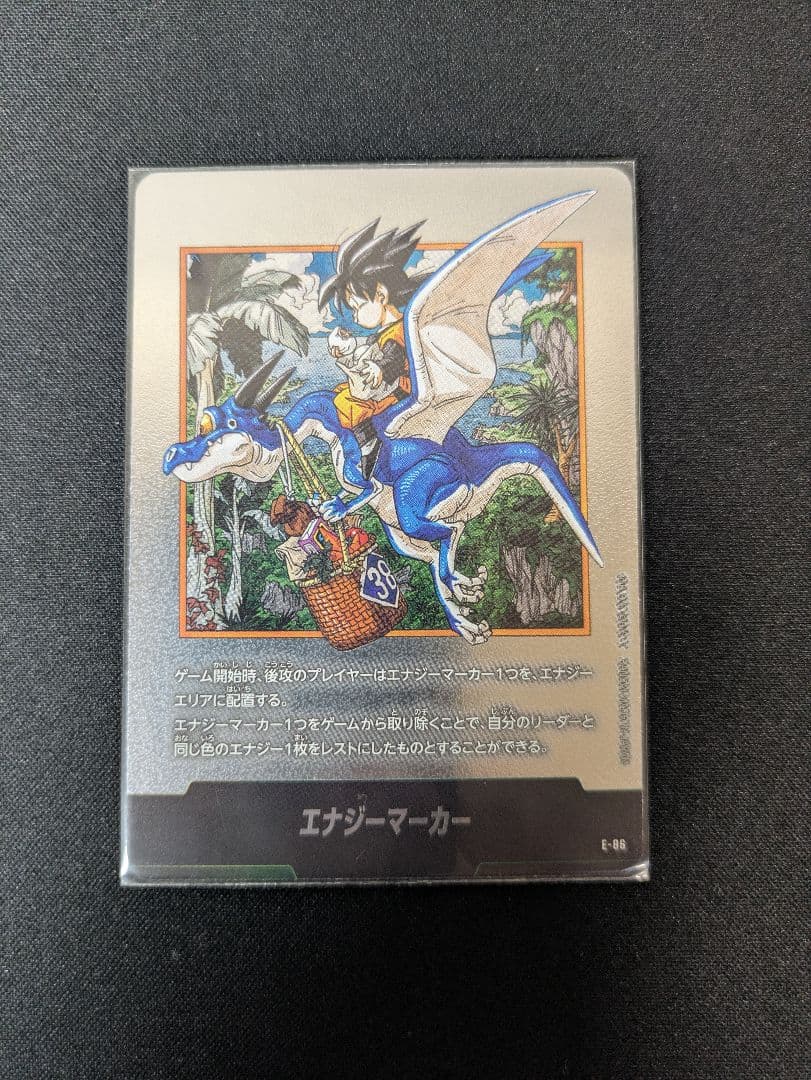 38
ゲーム開始時、後攻のプレイヤーはエナジーマーカー1つを、エナジー
エリアに配置する。
エナジーマーカー1つをゲームから取り除くことで、自分のリーダーと
同じ色のエナジー1枚をレストにしたものとすることができる。
エナジーマーカー
E-06